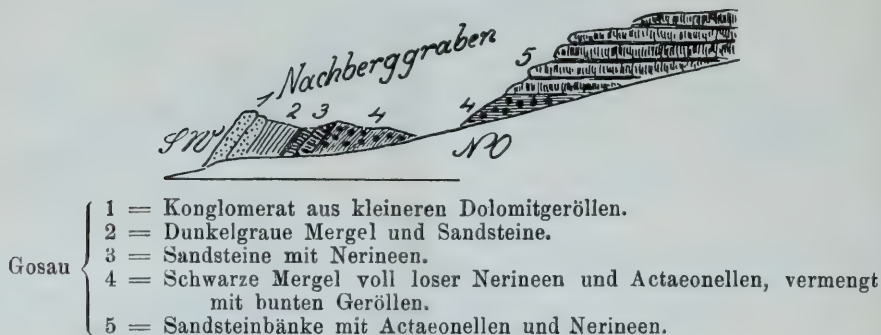 5
Nachberggraben
1 2 3 4
4
SW
NO
1 = Konglomerat aus kleineren Dolomitgeröllen.
2 = Dunkelgraue Mergel und Sandsteine.
3 = Sandsteine mit Nerineen.
Gosau
4 = Schwarze Mergel voll loser Nerineen und Actaeonellen, vermengt
mit bunten Geröllen.
5 = Sandsteinbänke mit Actaeonellen und Nerineen.